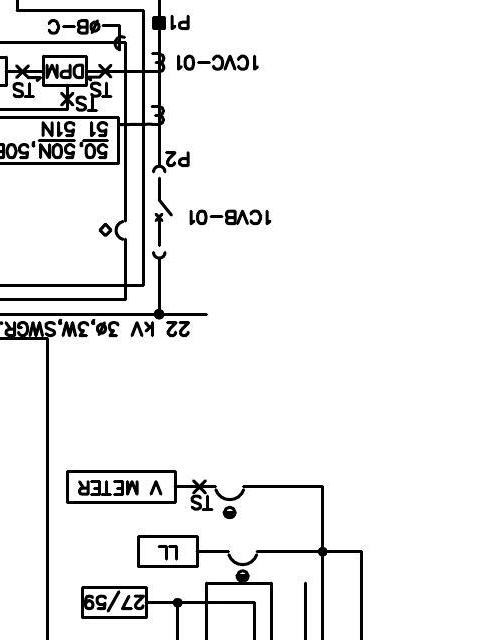 27/59
LL
TS
V METER
22 kV 3ø,3W,SWGR.
1CVB-01
P2
50,50N,50B
51 51N
TS
TS
TS
DPM
1CVC-01
øB-C
P1